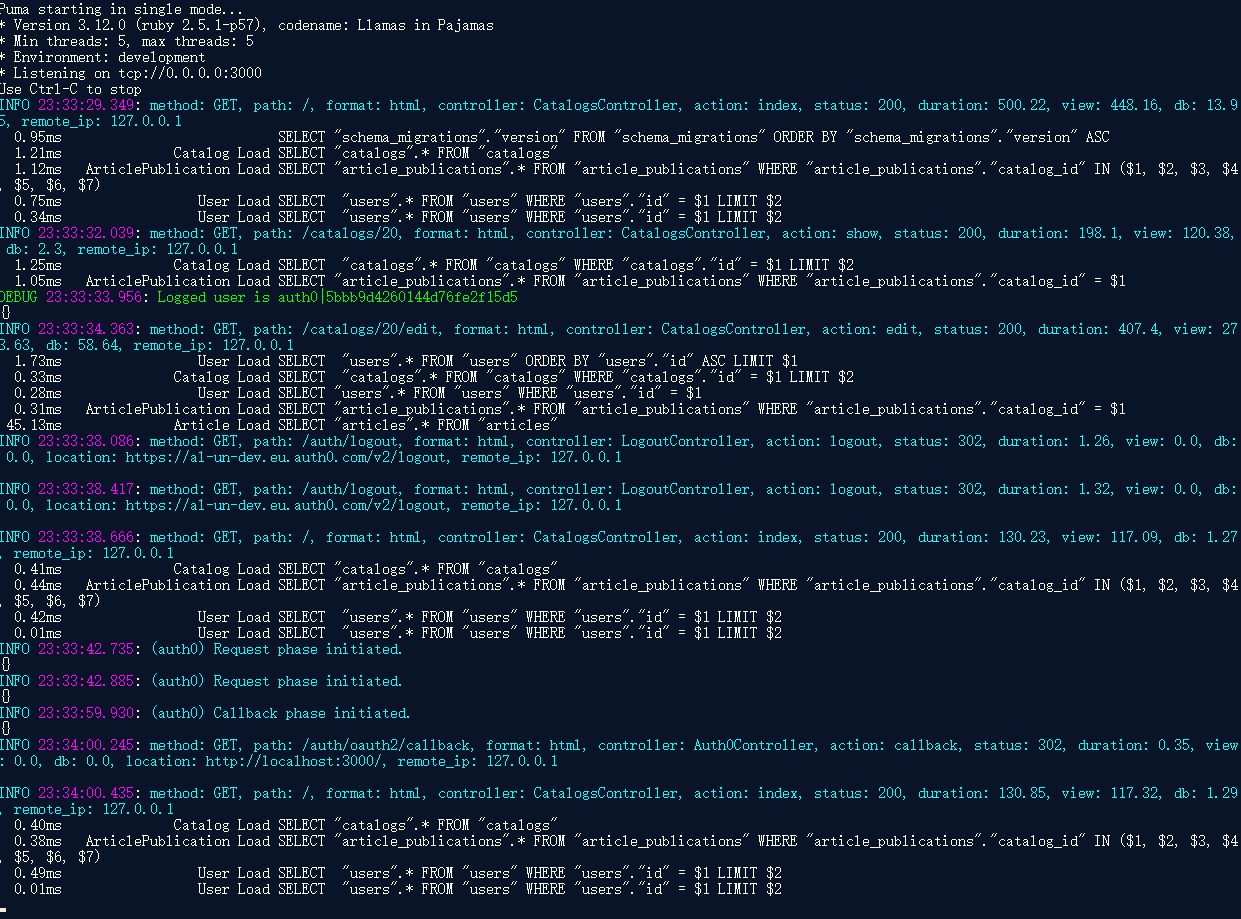 Puma starting in single mode...
* Version 3.12.0 (ruby 2.5.1-p57), codename: Llamas in Pajamas
* Min threads: 5, max threads: 5
* Environment: development
* Listening on tcp://0.0.0.0:3000
Use Ctrl-C to stop
INFO 23:33:29.349: method: GET, path: /, format: html, controller: CatalogsController, action: index, status: 200, duration: 500.22, view: 448.16, db: 13.9
5, remote_ip: 127.0.0.1
0.95ms SELECT "schema_migrations"."version" FROM "schema_migrations" ORDER BY "schema_migrations"."version" ASC
1.21ms Catalog Load SELECT "catalogs".* FROM "catalogs"
1.12ms ArticlePublication Load SELECT "article_publications".* FROM "article_publications" WHERE "article_publications"."catalog_id" IN ($1, $2, $3, $4
, $5, $6, $7)
0.75ms User Load SELECT "users".* FROM "users" WHERE "users"."id" = $1 LIMIT $2
0.34ms User Load SELECT "users".* FROM "users" WHERE "users"."id" = $1 LIMIT $2
INFO 23:33:32.039: method: GET, path: /catalogs/20, format: html, controller: CatalogsController, action: show, status: 200, duration: 198.1, view: 120.38,
db: 2.3, remote_ip: 127.0.0.1
1.25ms Catalog Load SELECT "catalogs".* FROM "catalogs" WHERE "catalogs"."id" = $1 LIMIT $2
1.05ms ArticlePublication Load SELECT "article_publications".* FROM "article_publications" WHERE "article_publications"."catalog_id" = $1
DEBUG 23:33:33.956: Logged user is auth0|5bbb9d4260144d76fe2f15d5
{}
INFO 23:33:34.363: method: GET, path: /catalogs/20/edit, format: html, controller: CatalogsController, action: edit, status: 200, duration: 407.4, view: 27
3.63, db: 58.64, remote_ip: 127.0.0.1
1.73ms User Load SELECT "users".* FROM "users" ORDER BY "users"."id" ASC LIMIT $1
0.33ms Catalog Load SELECT "catalogs".* FROM "catalogs" WHERE "catalogs"."id" = $1 LIMIT $2
0.28ms User Load SELECT "users".* FROM "users" WHERE "users"."id" = $1
0.31ms ArticlePublication Load SELECT "article_publications".* FROM "article_publications" WHERE "article_publications"."catalog_id" = $1
45.13ms Article Load SELECT "articles".* FROM "articles"
INFO 23:33:38.086: method: GET, path: /auth/logout, format: html, controller: LogoutController, action: logout, status: 302, duration: 1.26, view: 0.0, db:
0.0, location: https://al-un-dev.eu.auth0.com/v2/logout, remote_ip: 127.0.0.1
INFO 23:33:38.417: method: GET, path: /auth/logout, format: html, controller: LogoutController, action: logout, status: 302, duration: 1.32, view: 0.0, db:
0.0, location: https://al-un-dev.eu.auth0.com/v2/logout, remote_ip: 127.0.0.1
INFO 23:33:38.666: method: GET, path: /, format: html, controller: CatalogsController, action: index, status: 200, duration: 130.23, view: 117.09, db: 1.27
, remote_ip: 127.0.0.1
0.41ms Catalog Load SELECT "catalogs".* FROM "catalogs"
0.44ms ArticlePublication Load SELECT "article_publications".* FROM "article_publications" WHERE "article_publications"."catalog_id" IN ($1, $2, $3, $4
, $5, $6, $7)
0.42ms User Load SELECT "users".* FROM "users" WHERE "users"."id" = $1 LIMIT $2
0.01ms User Load SELECT "users".* FROM "users" WHERE "users"."id" = $1 LIMIT $2
INFO 23:33:42.735: (auth0) Request phase initiated.
{}
INFO 23:33:42.885: (auth0) Request phase initiated.
{}
INFO 23:33:59.930: (auth0) Callback phase initiated.
{}
INFO 23:34:00.245: method: GET, path: /auth/oauth2/callback, format: html, controller: Auth0Controller, action: callback, status: 302, duration: 0.35, view
: 0.0, db: 0.0, location: http://localhost:3000/, remote_ip: 127.0.0.1
INFO 23:34:00.435: method: GET, path: /, format: html, controller: CatalogsController, action: index, status: 200, duration: 130.85, view: 117.32, db: 1.29
, remote_ip: 127.0.0.1
0.40ms Catalog Load SELECT "catalogs".* FROM "catalogs"
0.38ms ArticlePublication Load SELECT "article_publications".* FROM "article_publications" WHERE "article_publications"."catalog_id" IN ($1, $2, $3, $4
, $5, $6, $7)
0.49ms User Load SELECT "users".* FROM "users" WHERE "users"."id" = $1 LIMIT $2
0.01ms User Load SELECT "users".* FROM "users" WHERE "users"."id" = $1 LIMIT $2